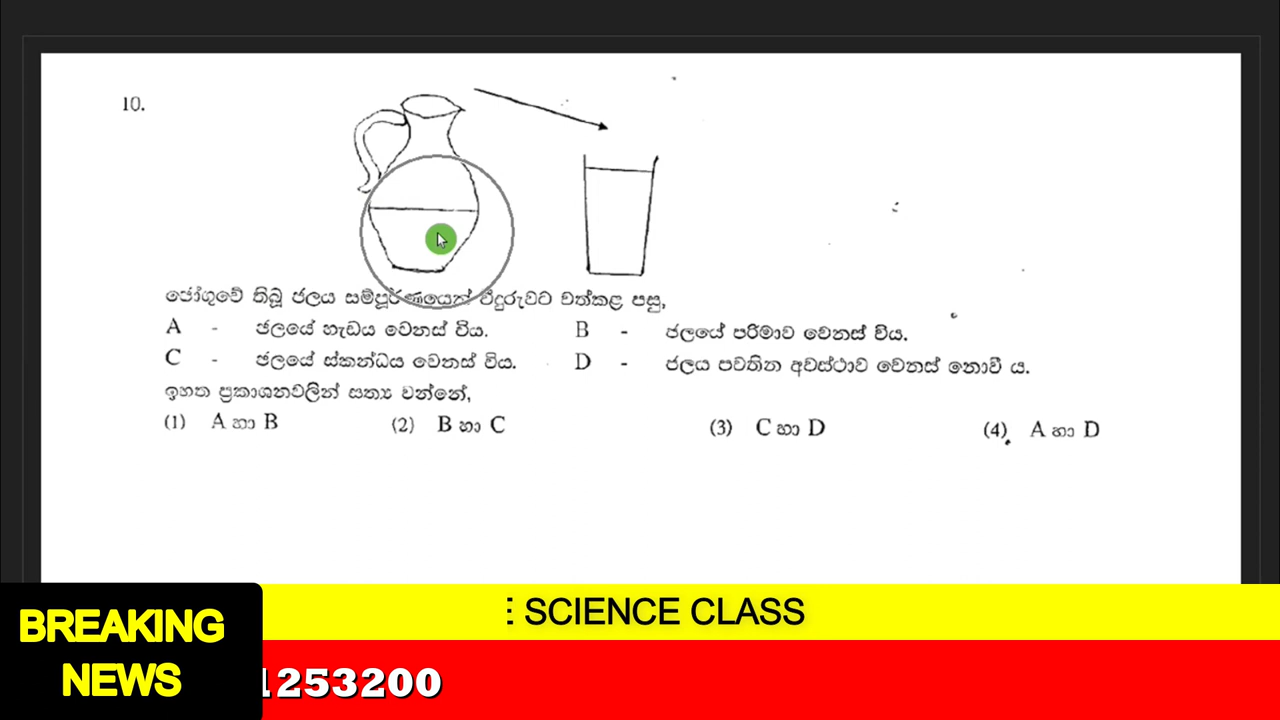 10.
ජෝගුවේ තිබූ ජලය සම්පූර්ණයෙන් වීදුරුවට වත්කළ පසු,
A - ජලයේ හැඩය වෙනස් විය. B - ජලයේ පරිමාව වෙනස් විය.
C - ජලයේ ස්කන්ධය වෙනස් විය. D - ජලය පවතින අවස්ථාව වෙනස් නොවී ය.
ඉහත ප්‍රකාශනවලින් සත්‍ය වන්නේ,
(1) A හා B (2) B හා C (3) C හා D (4) A හා D
SCIENCE CLASS
BREAKING
NEWS
1253200